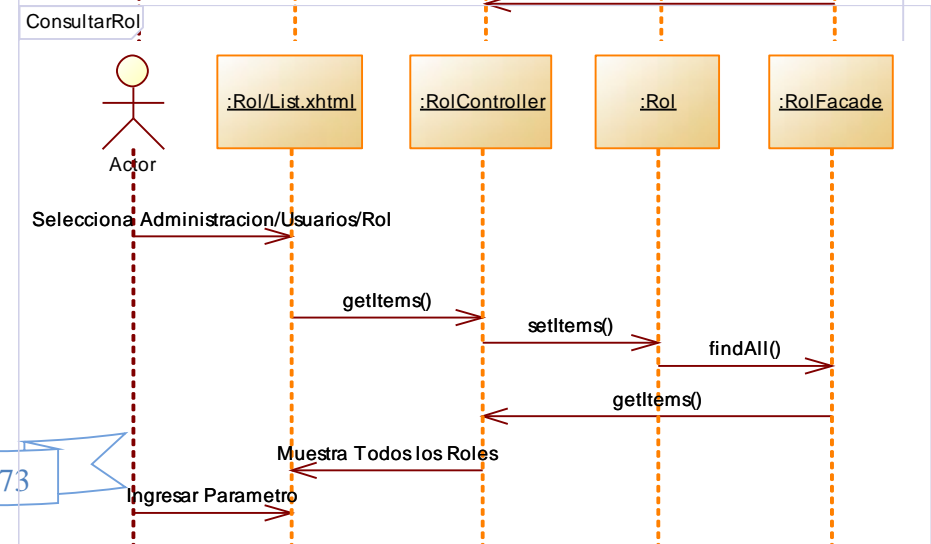 ConsultarRol
:Rol/List.xhtml
:RolController
:Rol
:RolFacade
Actor
Selecciona Administracion/Usuarios/Rol
getItems()
setItems()
findAll()
getItems()
Muestra Todos los Roles
73
Ingresar Parametro